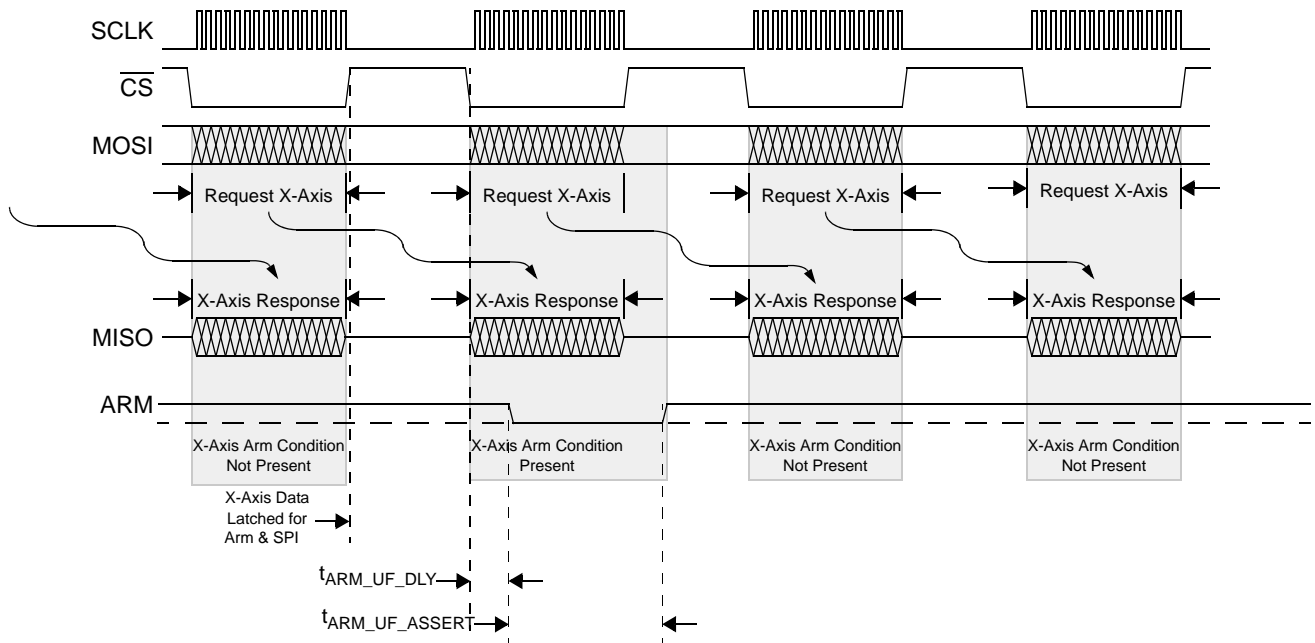 SCLK
CS
MOSI
Request X-Axis
Request X-Axis
Request X-Axis
Request X-Axis
X-Axis Response
X-Axis Response
X-Axis Response
X-Axis Response
MISO
ARM
X-Axis Arm Condition
Not Present
X-Axis Arm Condition
Present
X-Axis Arm Condition
Not Present
X-Axis Arm Condition
Not Present
X-Axis Data
Latched for
Arm & SPI
tARM_UF_DLY
tARM_UF_ASSERT